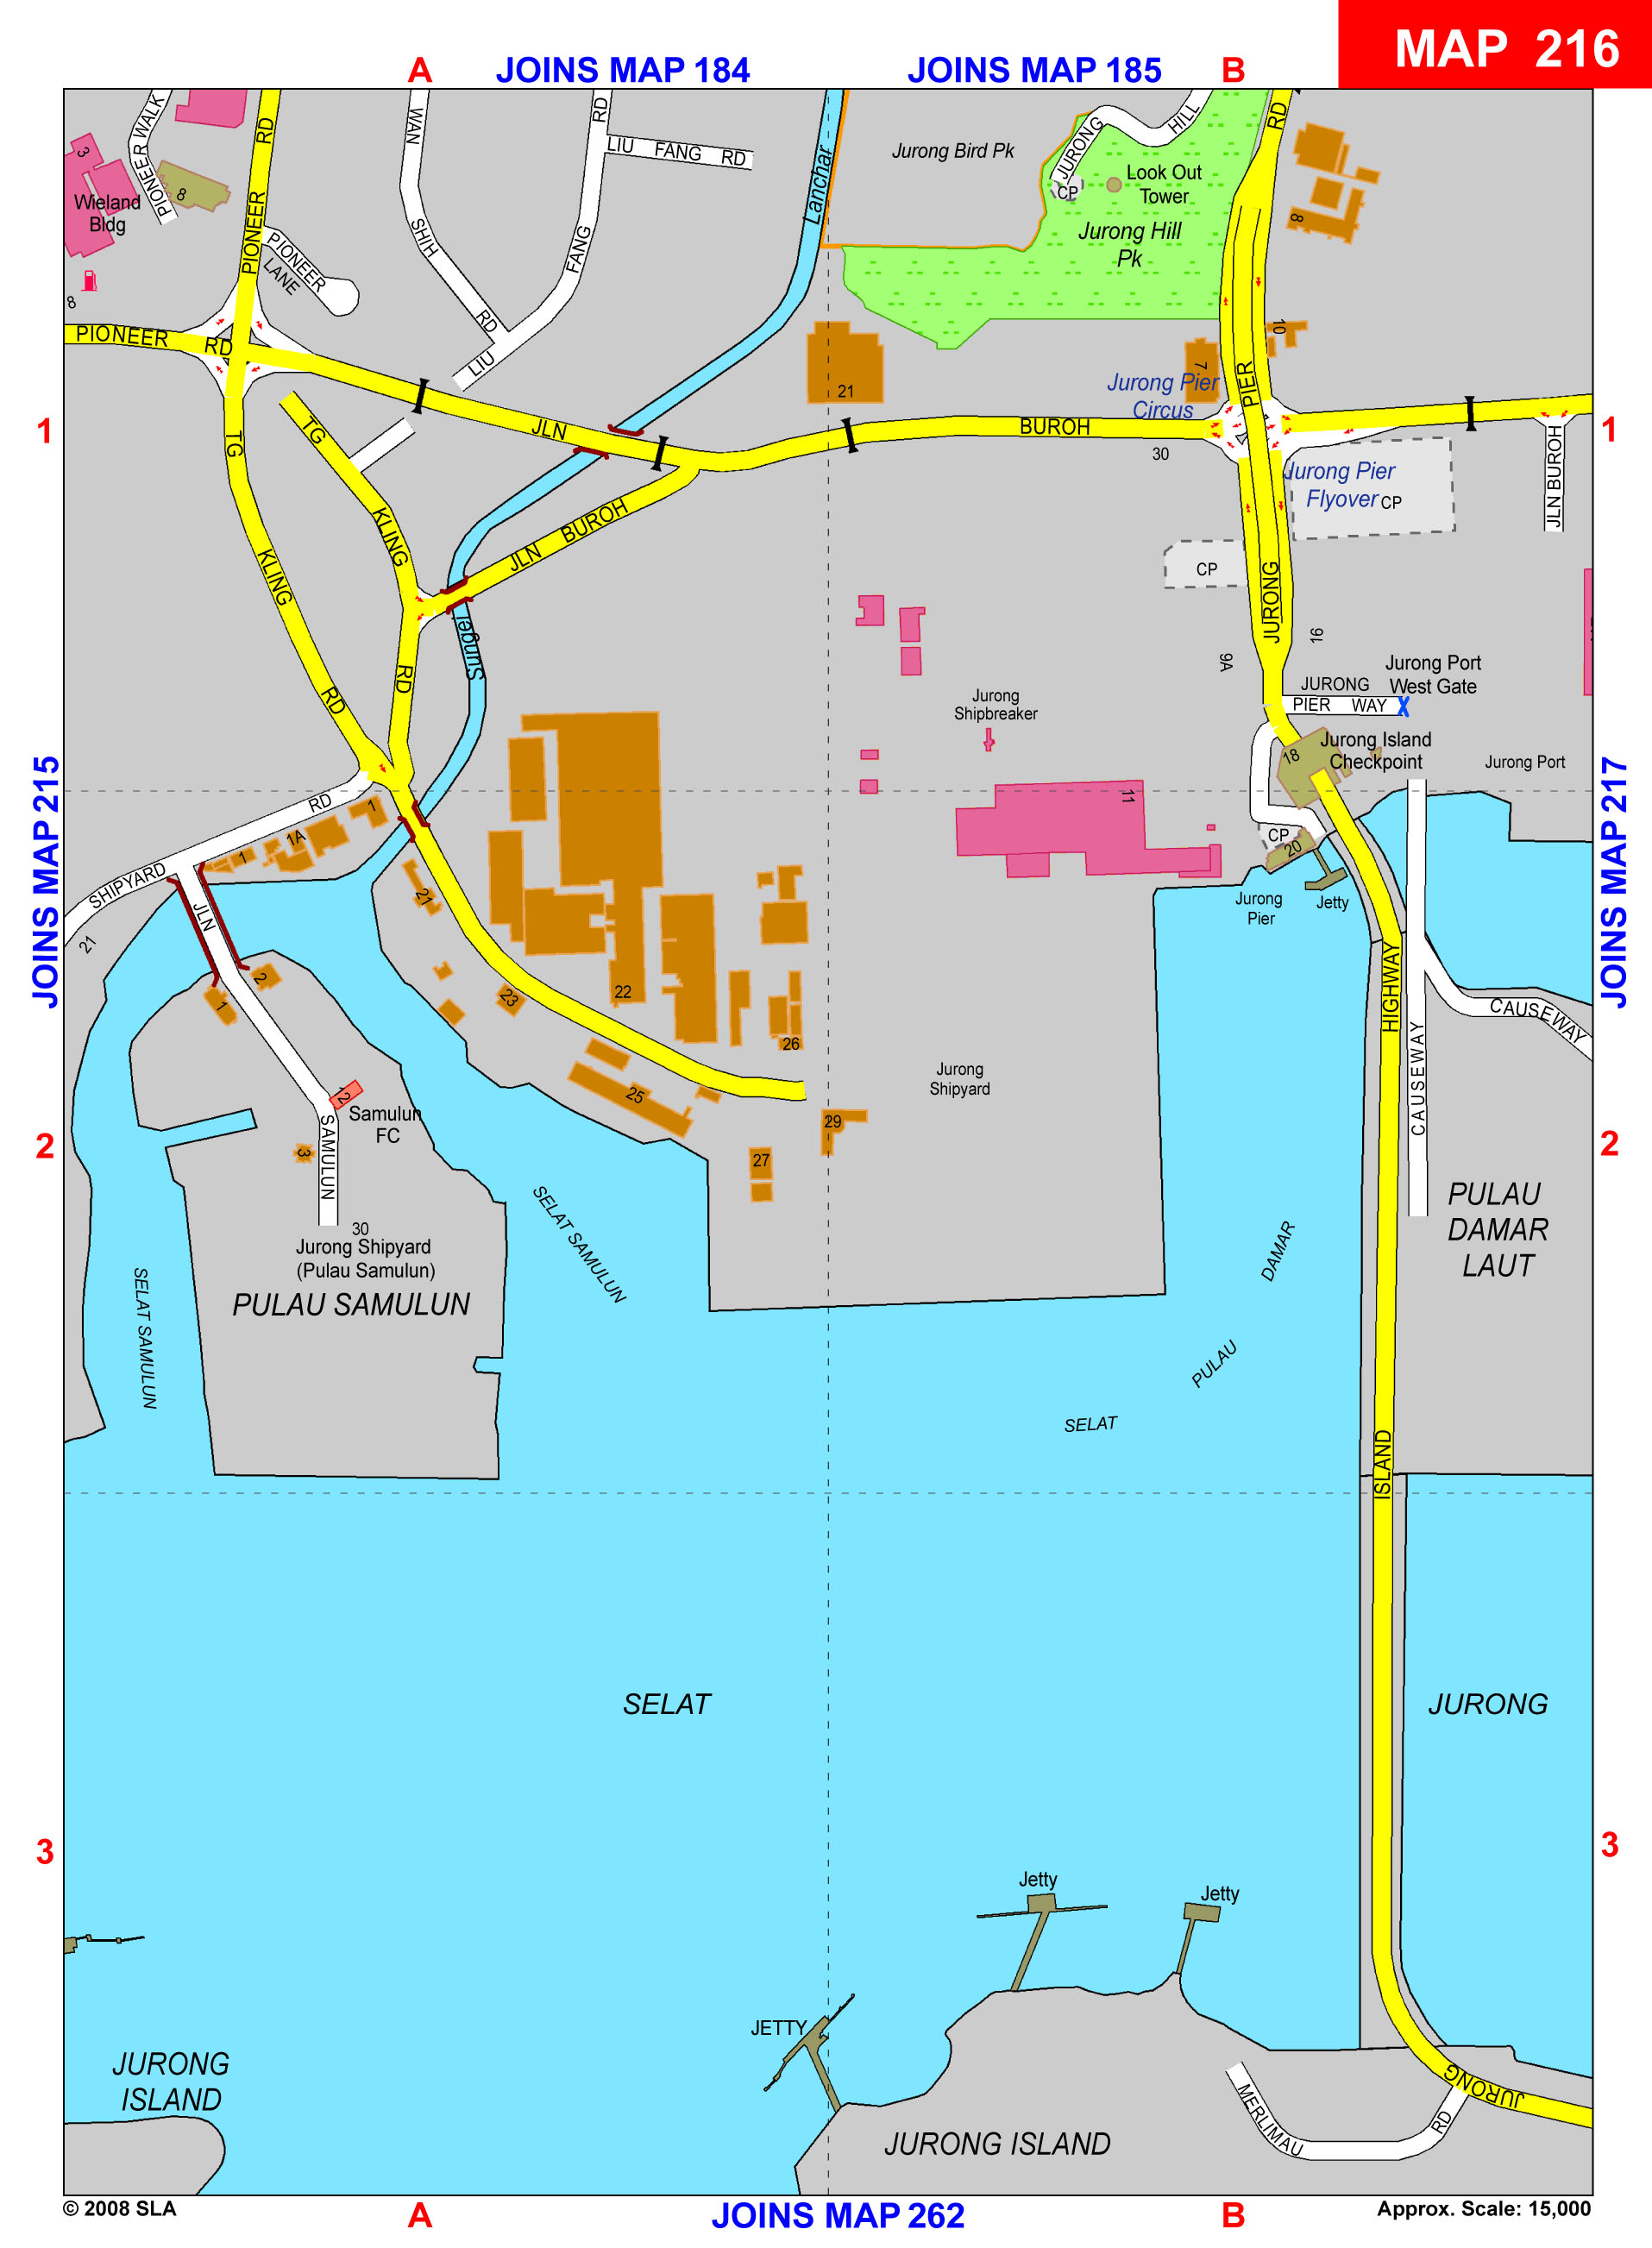 MAP 216
A
JOINS MAP 184
JOINS MAP 185
B
PIONEER WALK
3
Wieland
Bldg
8
8
PIONEER RD
PIONEER
LANE
WAN
SHIH
RD
LIU FANG RD
LIU FANG RD
Lanchar
Jurong Bird Pk
JURONG HILL
CP
Look Out
Tower
Jurong Hill
Pk
RD
8
PIONEER RD
21
7
10
Jurong Pier
Circus
PIER
1
1
TG
TG
JLN
BUROH
30
Jurong Pier
Flyover
CP
JLN BUROH
KLING
KLING
JLN BUROH
CP
JURONG
Sungei
RD
RD
9A
16
Jurong
Shipbreaker
JURONG
PIER WAY
Jurong Port
West Gate
X
Jurong Island
Checkpoint
18
Jurong Port
JOINS MAP 215
JOINS MAP 217
SHIPYARD RD
1
1A
1
11
CP
20
21
JLN
21
Jurong
Pier
Jetty
2
1
23
22
26
HIGHWAY
CAUSEWAY
CAUSEWAY
12
Samulun
FC
25
Jurong
Shipyard
29
2
2
3
SAMULUN
27
30
Jurong Shipyard
(Pulau Samulun)
PULAU SAMULUN
SELAT SAMULUN
SELAT SAMULUN
DAMAR
PULAU
SELAT
PULAU
DAMAR
LAUT
ISLAND
SELAT
JURONG
3
3
Jetty
Jetty
JETTY
JURONG
ISLAND
JURONG ISLAND
MERLIMAU
RD
JURONG
© 2008 SLA
A
JOINS MAP 262
B
Approx. Scale: 15,000